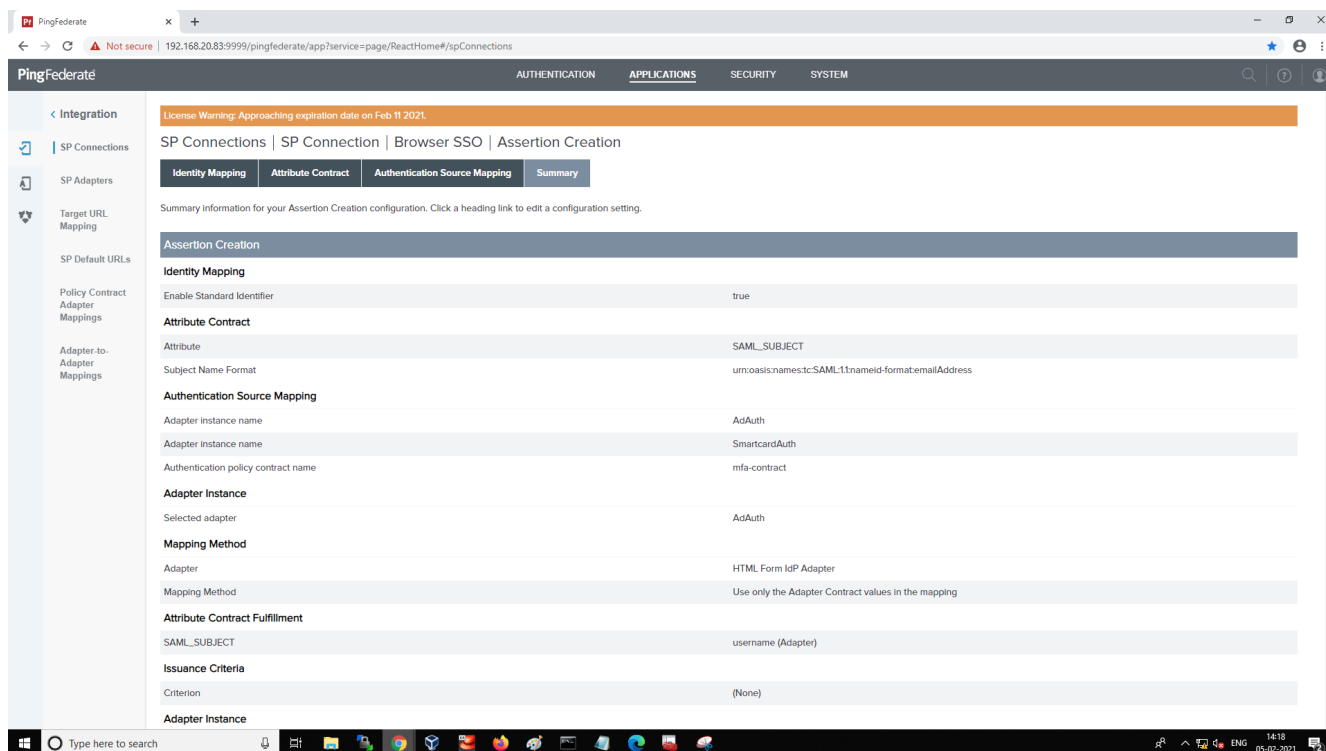 PingFederate
Not secure | 192.168.20.83:9999/pingfederate/app?service=page/ReactHome#/spConnections
PingFederate
AUTHENTICATION
APPLICATIONS
SECURITY
SYSTEM
< Integration
SP Connections
SP Adapters
Target URL
Mapping
SP Default URLs
Policy Contract
Adapter
Mappings
Adapter-to-
Adapter
Mappings
License Warning: Approaching expiration date on Feb 11 2021.
SP Connections | SP Connection | Browser SSO | Assertion Creation
Identity Mapping
Attribute Contract
Authentication Source Mapping
Summary
Summary information for your Assertion Creation configuration. Click a heading link to edit a configuration setting.
Assertion Creation
Identity Mapping
Enable Standard Identifier true
Attribute Contract
Attribute SAML_SUBJECT
Subject Name Format urn:oasis:names:tc:SAML:1.1:nameid-format:emailAddress
Authentication Source Mapping
Adapter instance name AdAuth
Adapter instance name SmartcardAuth
Authentication policy contract name mfa-contract
Adapter Instance
Selected adapter AdAuth
Mapping Method
Adapter HTML Form IdP Adapter
Mapping Method Use only the Adapter Contract values in the mapping
Attribute Contract Fulfillment
SAML_SUBJECT username (Adapter)
Issuance Criteria
Criterion (None)
Adapter Instance
Type here to search
ENG
14:18
05-02-2021